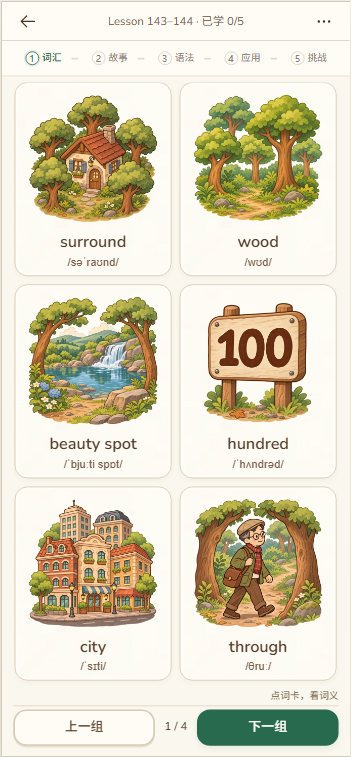 Lesson 143–144 · 已学 0/5
1 词汇 – 2 故事 – 3 语法 – 4 应用 – 5 挑战
surround
/səˈraʊnd/
wood
/wʊd/
beauty spot
/ˈbjuːti spɒt/
100
hundred
/ˈhʌndrəd/
city
/ˈsɪti/
through
/θruː/
点词卡，看词义
上一组
1 / 4
下一组